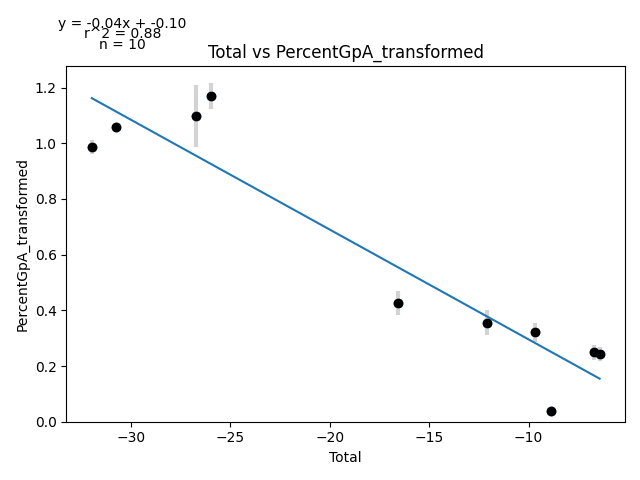 y = -0.04x + -0.10
r^2 = 0.88
n = 10
Total vs PercentGpA_transformed
PercentGpA_transformed
1.2
1.0
0.8
0.6
0.4
0.2
0.0
−30
−25
−20
−15
−10
Total